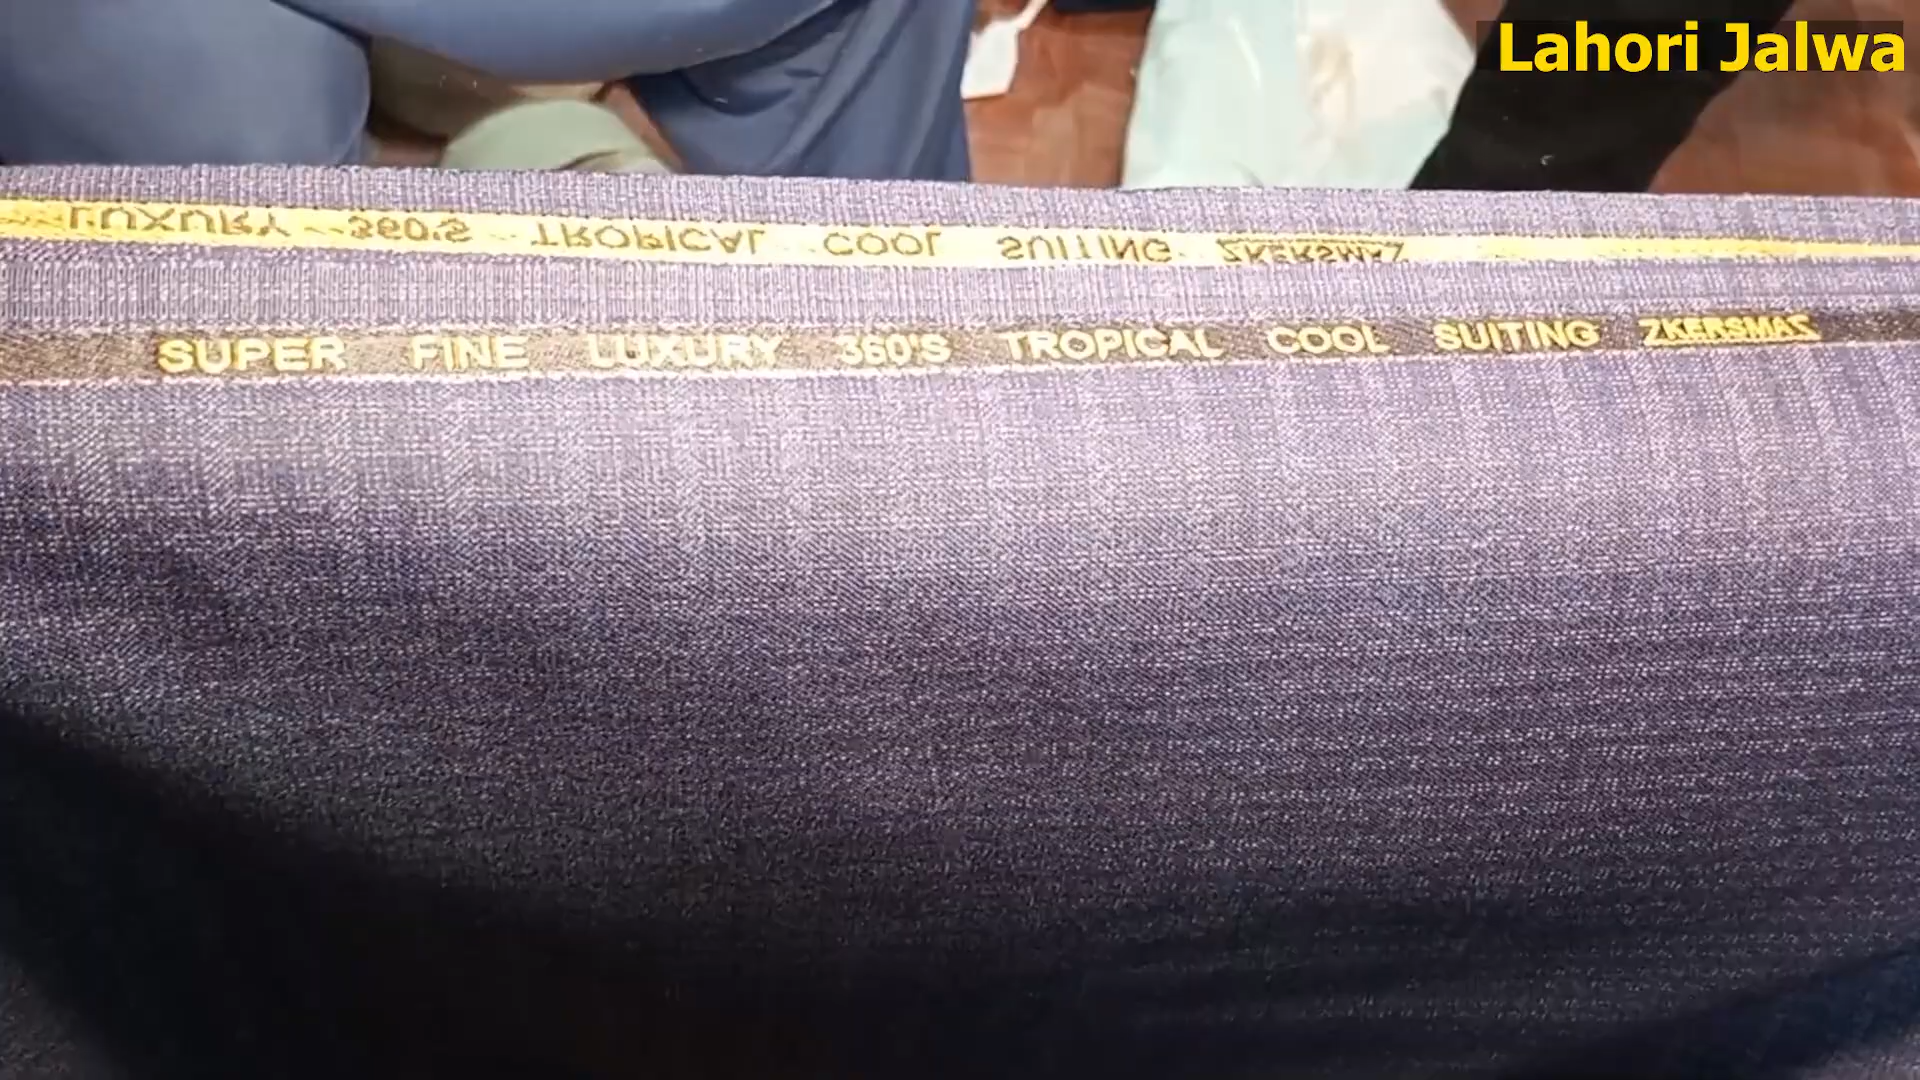 Lahori Jalwa
LUXURY 360'S TROPICAL COOL SUITING ZKERSMAZ
SUPER FINE LUXURY 360'S TROPICAL COOL SUITING ZKERSMAZ